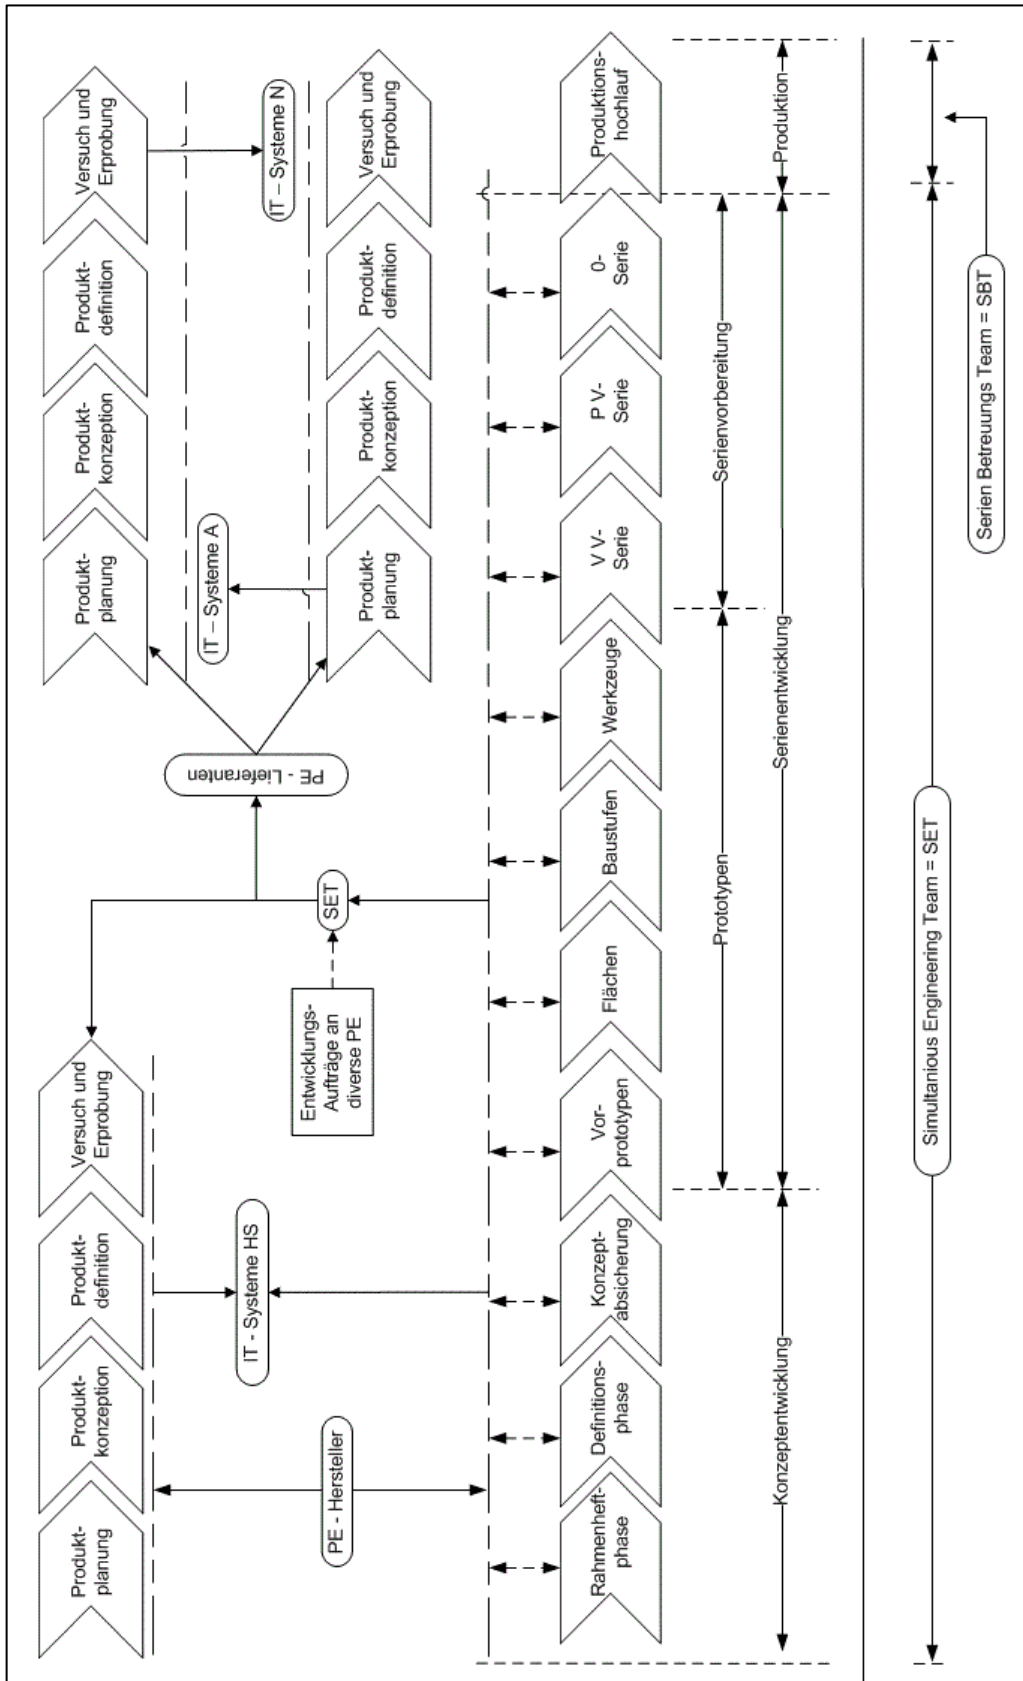 Produkt-
planung
Produkt-
konzeption
Produkt-
definition
Versuch und
Erprobung
Produkt-
planung
Produkt-
konzeption
Produkt-
definition
Versuch und
Erprobung
IT – Systeme A
IT – Systeme N
PE - Lieferanten
Produkt-
planung
Produkt-
konzeption
Produkt-
definition
Versuch und
Erprobung
IT - Systeme HS
PE - Hersteller
SET
Entwicklungs-
Aufträge an
diverse PE
Rahmenheft-
phase
Definitions-
phase
Konzept-
absicherung
Vor-
prototypen
Flächen
Baustufen
Werkzeuge
V V-
Serie
P V-
Serie
0-
Serie
Produktions-
hochlauf
Prototypen
Serienvorbereitung
Konzeptentwicklung
Serienentwicklung
Produktion
Simultanious Engineering Team = SET
Serien Betreuungs Team = SBT